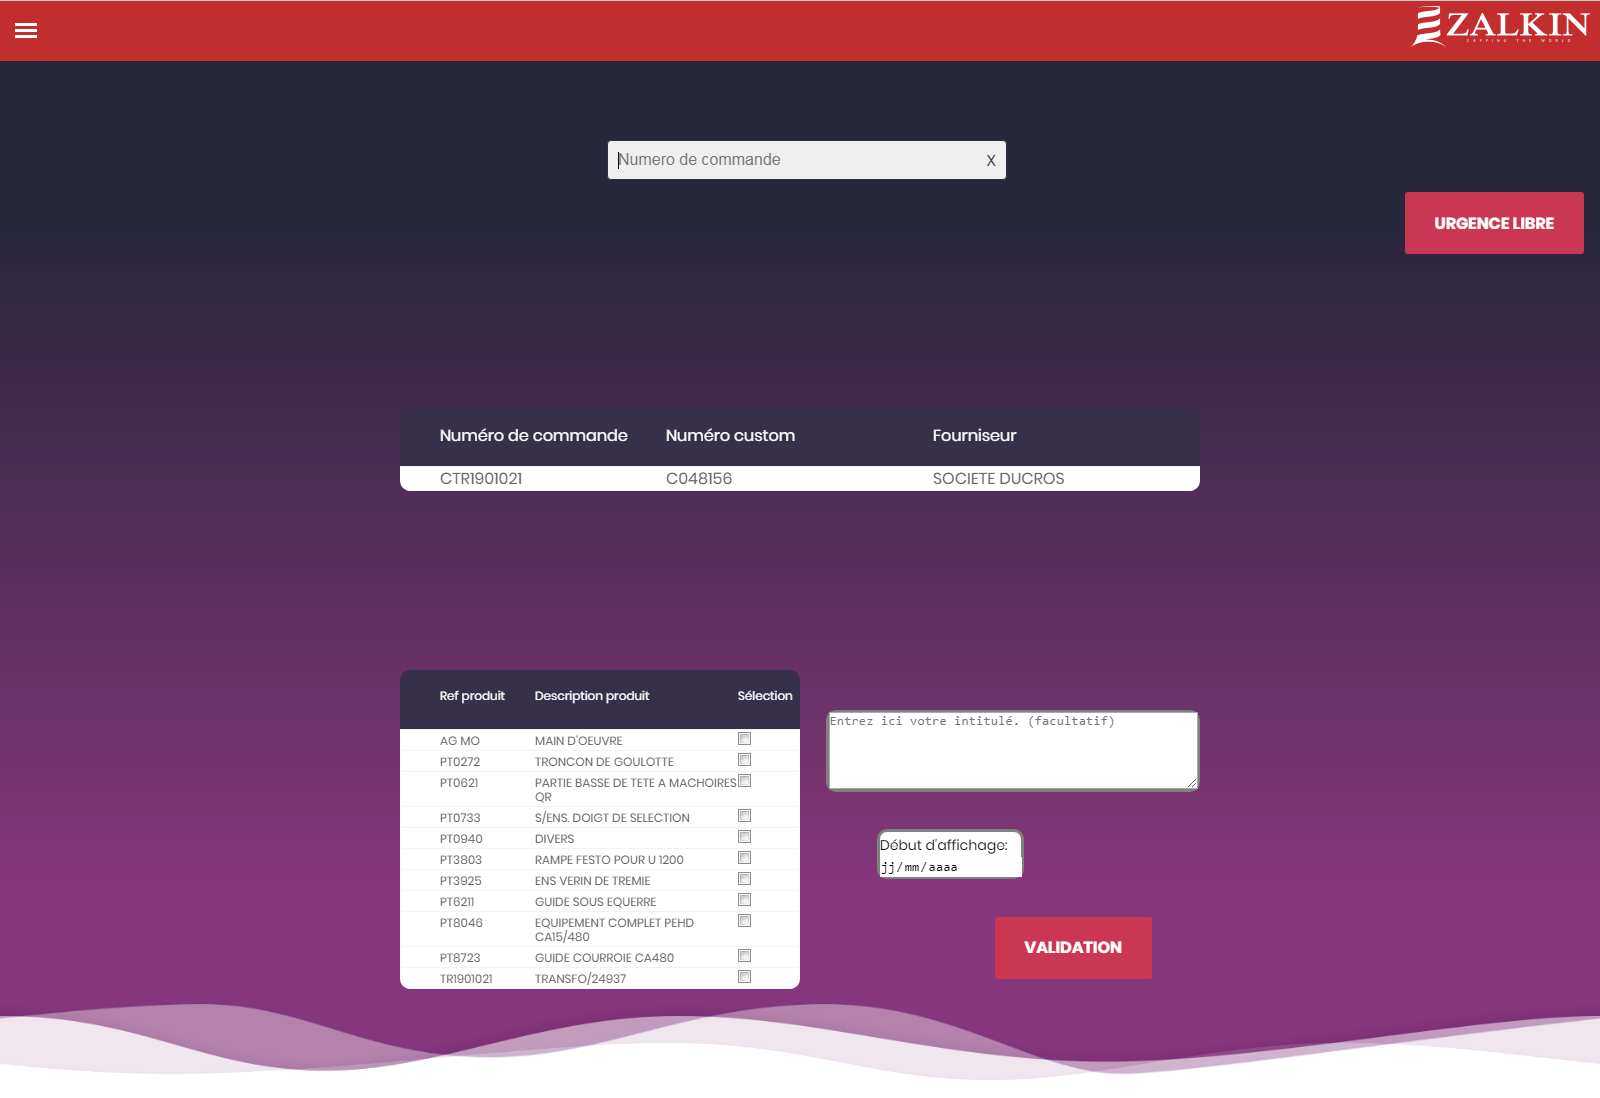 ZALKIN
CAPPING THE WORLD
Numero de commande X
URGENCE LIBRE
Numéro de commande Numéro custom Fourniseur
CTR1901021 C048156 SOCIETE DUCROS
Ref produit Description produit Sélection
AG MO MAIN D'OEUVRE
PT0272 TRONCON DE GOULOTTE
PT0621 PARTIE BASSE DE TETE A MACHOIRES
QR
PT0733 S/ENS. DOIGT DE SELECTION
PT0940 DIVERS
PT3803 RAMPE FESTO POUR U 1200
PT3925 ENS VERIN DE TREMIE
PT6211 GUIDE SOUS EQUERRE
PT8046 EQUIPEMENT COMPLET PEHD
CA15/480
PT8723 GUIDE COURROIE CA480
TR1901021 TRANSFO/24937
Entrez ici votre intitulé. (facultatif)
Début d'affichage:
jj/mm/aaaa
VALIDATION